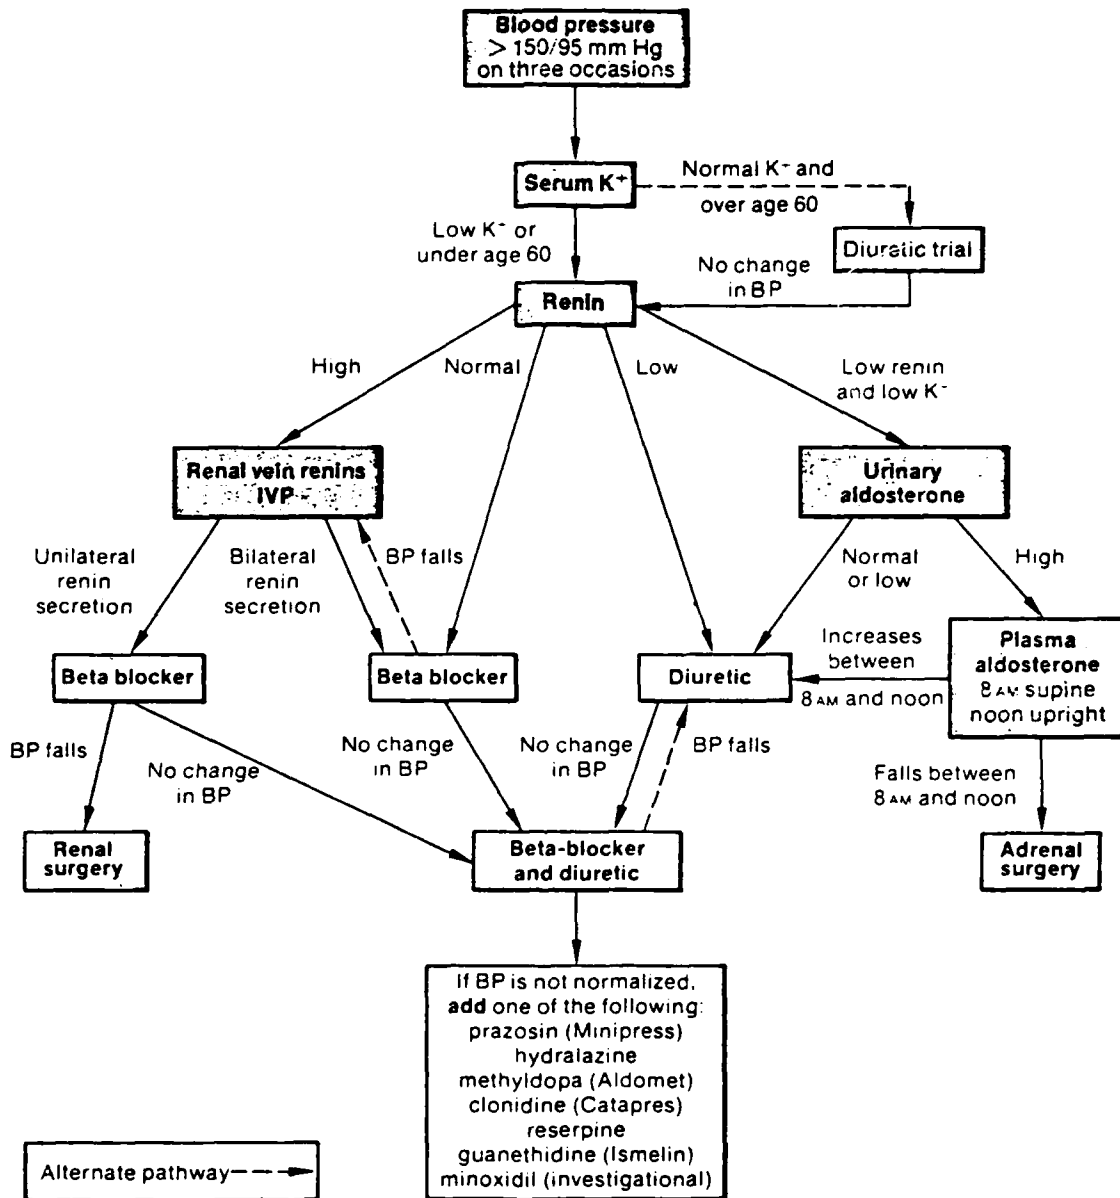 Blood pressure
> 150/95 mm Hg
on three occasions
Serum K+
Normal K+ and
over age 60
Low K+ or
under age 60
Diuretic trial
No change
in BP
Renin
High
Normal
Low
Low renin
and low K-
Renal vein renins
IVP
Urinary
aldosterone
Unilateral
renin
secretion
Bilateral
renin
secretion
BP falls
Normal
or low
High
Beta blocker
Beta blocker
Diuretic
Increases
between
8 AM and noon
Plasma
aldosterone
8 AM supine
noon upright
BP falls
No change
in BP
No change
in BP
No change
in BP
BP falls
Falls between
8 AM and noon
Renal
surgery
Beta-blocker
and diuretic
Adrenal
surgery
If BP is not normalized,
add one of the following:
prazosin (Minipress)
hydralazine
methyldopa (Aldomet)
clonidine (Catapres)
reserpine
guanethidine (Ismelin)
minoxidil (investigational)
Alternate pathway